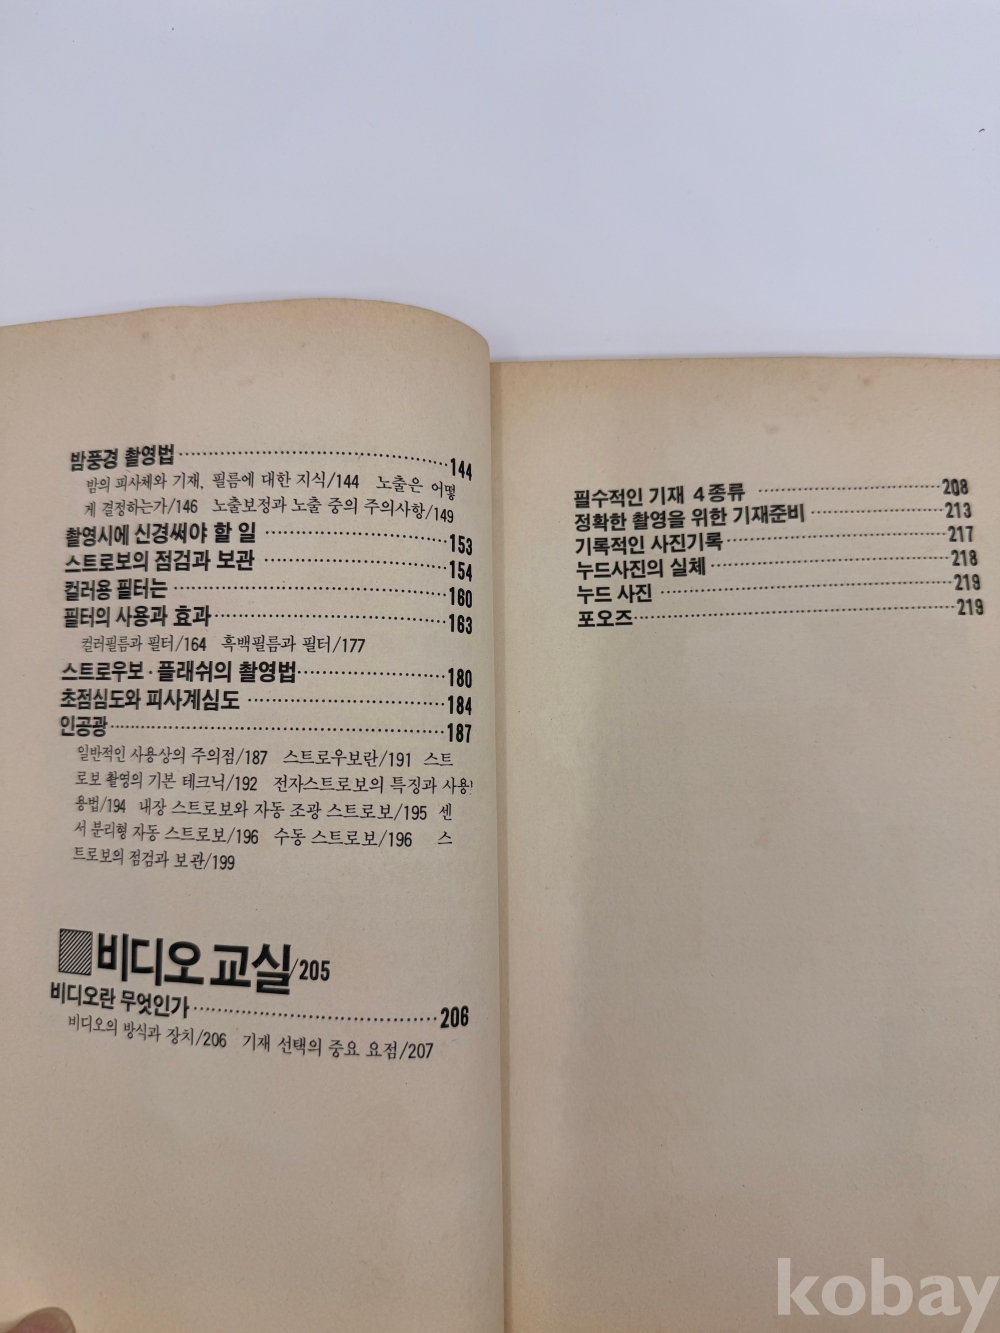 밤풍경 촬영법 ································ 144
밤의 피사체와 기재, 필름에 대한 지식/144 노출은 어떻
게 결정하는가/146 노출보정과 노출 중의 주의사항/149
촬영시에 신경써야 할 일 ······················ 153
스트로보의 점검과 보관 ······················ 154
컬러용 필터는 ································ 160
필터의 사용과 효과 ···························· 163
컬러필름과 필터/164 흑백필름과 필터/177
스트로우보·플래쉬의 촬영법 ·················· 180
초점심도와 피사계심도 ························ 184
인공광 ········································ 187
일반적인 사용상의 주의점/187 스트로우보란/191 스트
로보 촬영의 기본 테크닉/192 전자스트로보의 특징과 사용
용법/194 내장 스트로보와 자동 조광 스트로보/195 센
서 분리형 자동 스트로보/196 수동 스트로보/196 스
트로보의 점검과 보관/199
비디오 교실/205
비디오란 무엇인가 ···························· 206
비디오의 방식과 장치/206 기재 선택의 중요 요점/207
필수적인 기재 4종류 ·························· 208
정확한 촬영을 위한 기재준비 ·················· 213
기록적인 사진기록 ···························· 217
누드사진의 실체 ······························ 218
누드 사진 ···································· 219
포오즈 ········································ 219
kobay